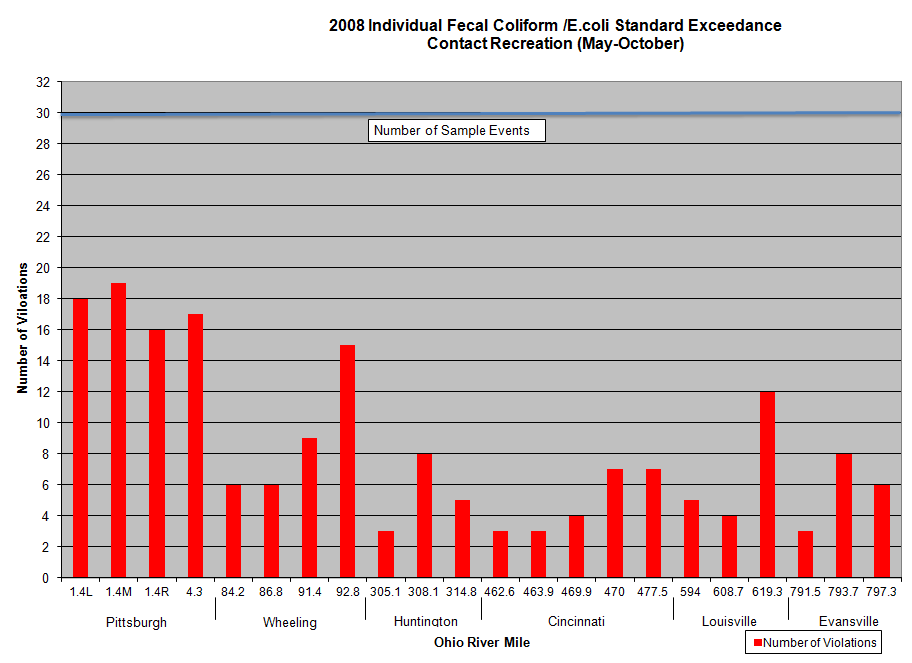 2008 Individual Fecal Coliform /E.coli Standard Exceedance
Contact Recreation (May-October)
32
30
Number of Sample Events
28
26
24
22
20
18
16
14
12
10
8
6
4
2
0
Number of Viloations
1.4L 1.4M 1.4R 4.3 84.2 86.8 91.4 92.8 305.1 308.1 314.8 462.6 463.9 469.9 470 477.5 594 608.7 619.3 791.5 793.7 797.3
Pittsburgh Wheeling Huntington Cincinnati Louisville Evansville
Ohio River Mile
Number of Violations